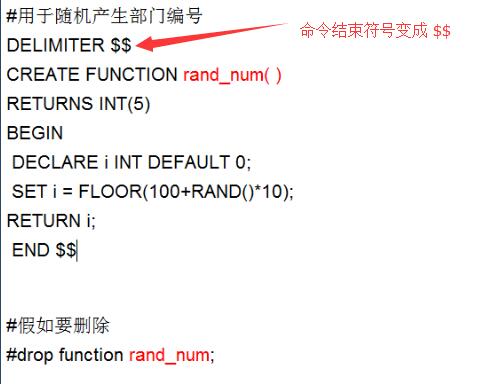 #用于随机产生部门编号
DELIMITER $$
命令结束符号变成 $$
CREATE FUNCTION rand_num( )
RETURNS INT(5)
BEGIN
DECLARE i INT DEFAULT 0;
SET i = FLOOR(100+RAND()*10);
RETURN i;
END $$
#假如要删除
#drop function rand_num;